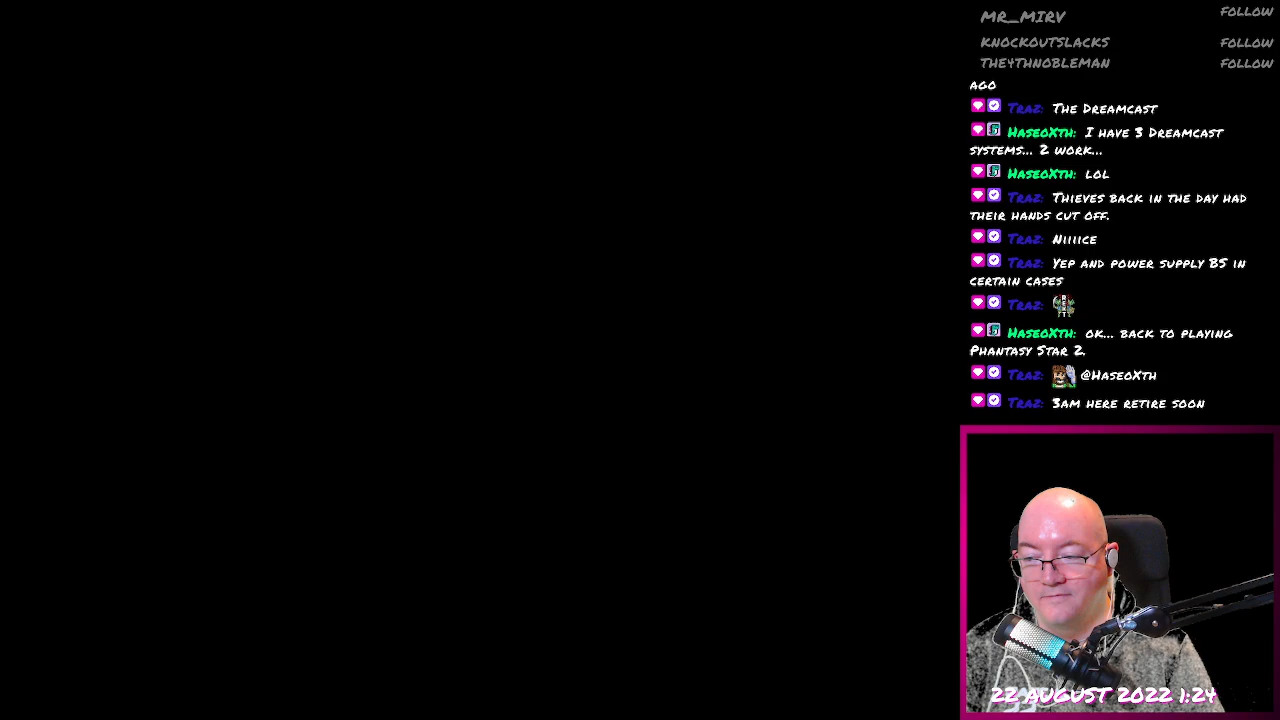 MR_MIRV FOLLOW
KNOCKOUTSLACKS FOLLOW
THE4THNOBLEMAN FOLLOW
AGO
Traz: The Dreamcast
HaseoXth: I have 3 Dreamcast
systems... 2 work...
HaseoXth: lol
Traz: Thieves back in the day had
their hands cut off.
Traz: Niiiice
Traz: Yep and power supply BS in
certain cases
Traz:
HaseoXth: ok... back to playing
Phantasy Star 2.
Traz: @HaseoXth
Traz: 3am here retire soon
22 AUGUST 2022 1:24